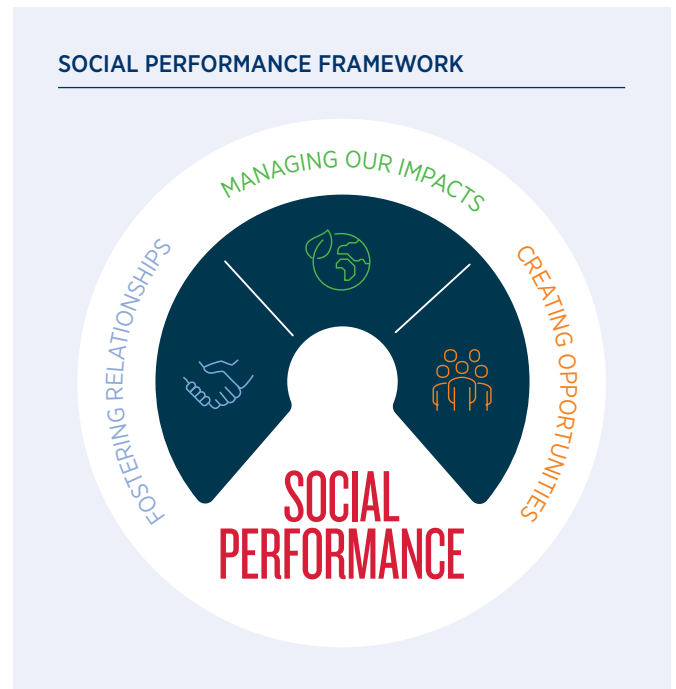 SOCIAL PERFORMANCE FRAMEWORK
FOSTERING RELATIONSHIPS
MANAGING OUR IMPACTS
CREATING OPPORTUNITIES
SOCIAL
PERFORMANCE